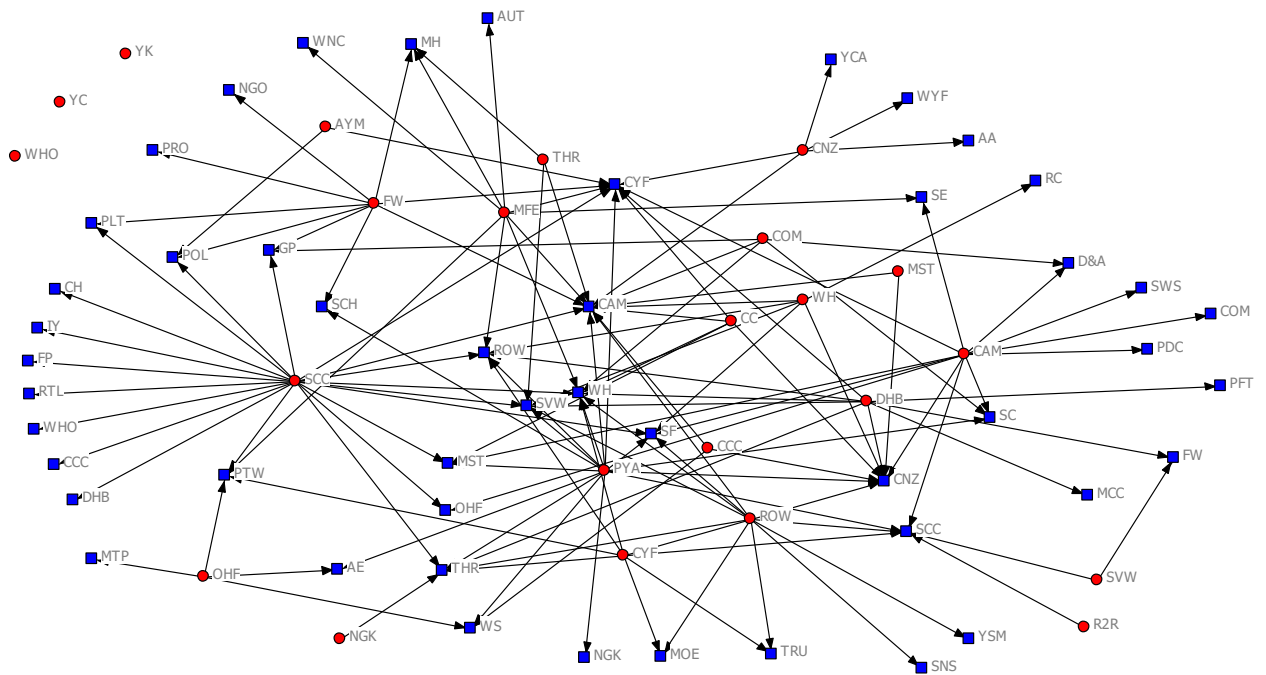 AUT
WNC
MH
YK
YCA
NGO
WYF
YC
AYM
AA
PRO
CNZ
WHO
THR
RC
CYF
SE
FW
MFE
PLT
COM
POL
GP
D&A
MST
CH
SWS
SCH
CAM
WH
COM
CC
IY
ROW
PDC
CAM
FP
SCC
PFT
RTL
WH
DHB
SVW
SC
WHO
SF
CCC
FW
CCC
MST
PYA
PTW
CNZ
MCC
DHB
OHF
ROW
SCC
MTP
CYF
AE
THR
OHF
SVW
WS
R2R
NGK
YSM
TRU
NGK
MOE
SNS